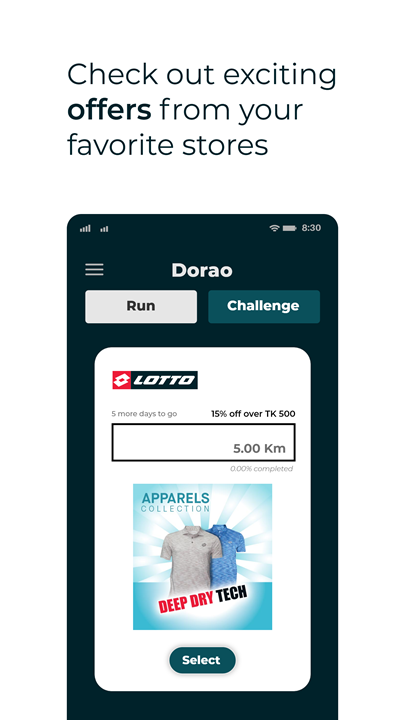 Check out exciting
offers from your
favorite stores
8:30
Dorao
Run
Challenge
LOTTO
5 more days to go
15% off over TK 500
5.00 Km
0.00% completed
APPARELS
COLLECTION
DEEP DRY TECH
Select